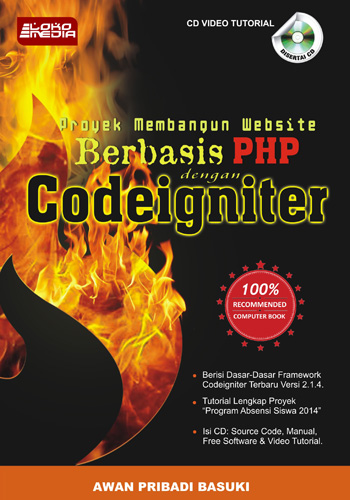 LOKO
MEDIA
CD VIDEO TUTORIAL
DISERTAI CD
Proyek Membangun Website
Berbasis PHP
dengan
Codeigniter
100%
RECOMMENDED
COMPUTER BOOK
Berisi Dasar-Dasar Framework
Codeigniter Terbaru Versi 2.1.4.
Tutorial Lengkap Proyek
"Program Absensi Siswa 2014"
Isi CD: Source Code, Manual,
Free Software & Video Tutorial.
AWAN PRIBADI BASUKI